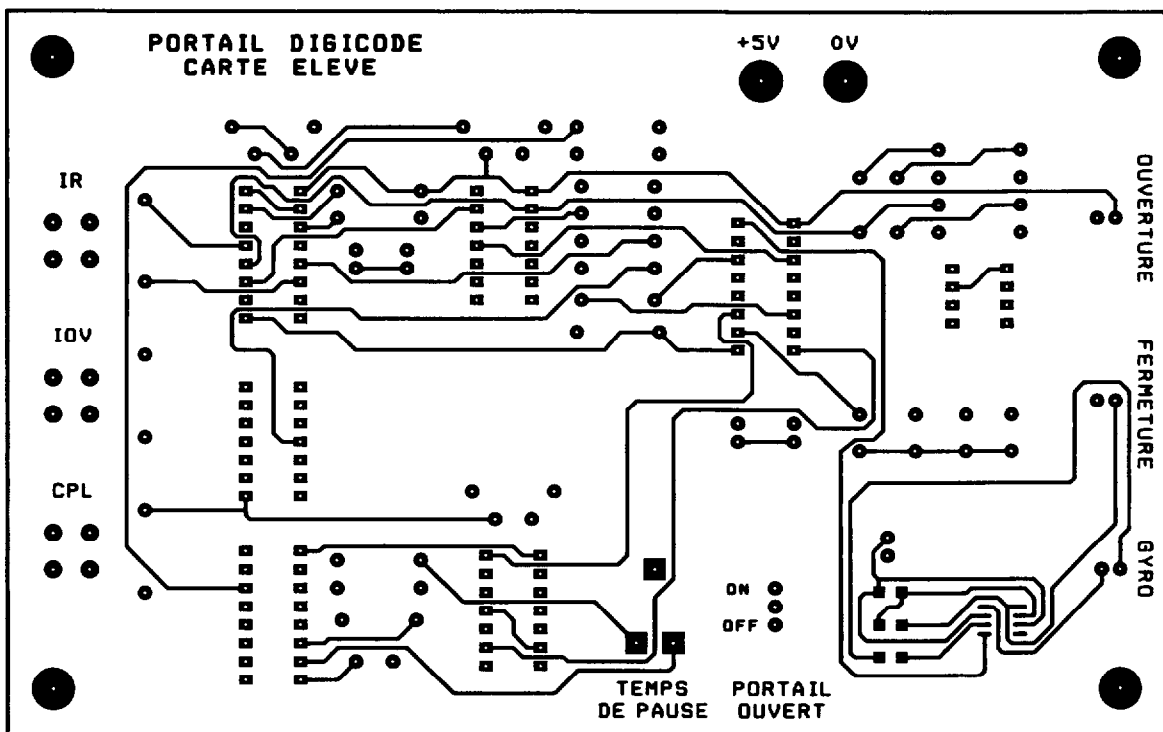 PORTAIL DIGICODE
CARTE ELEVE
+5V 0V
IR
OUVERTURE
IOV
FERMETURE
CPL
GYRO
ON
OFF
TEMPS
DE PAUSE
PORTAIL
OUVERT